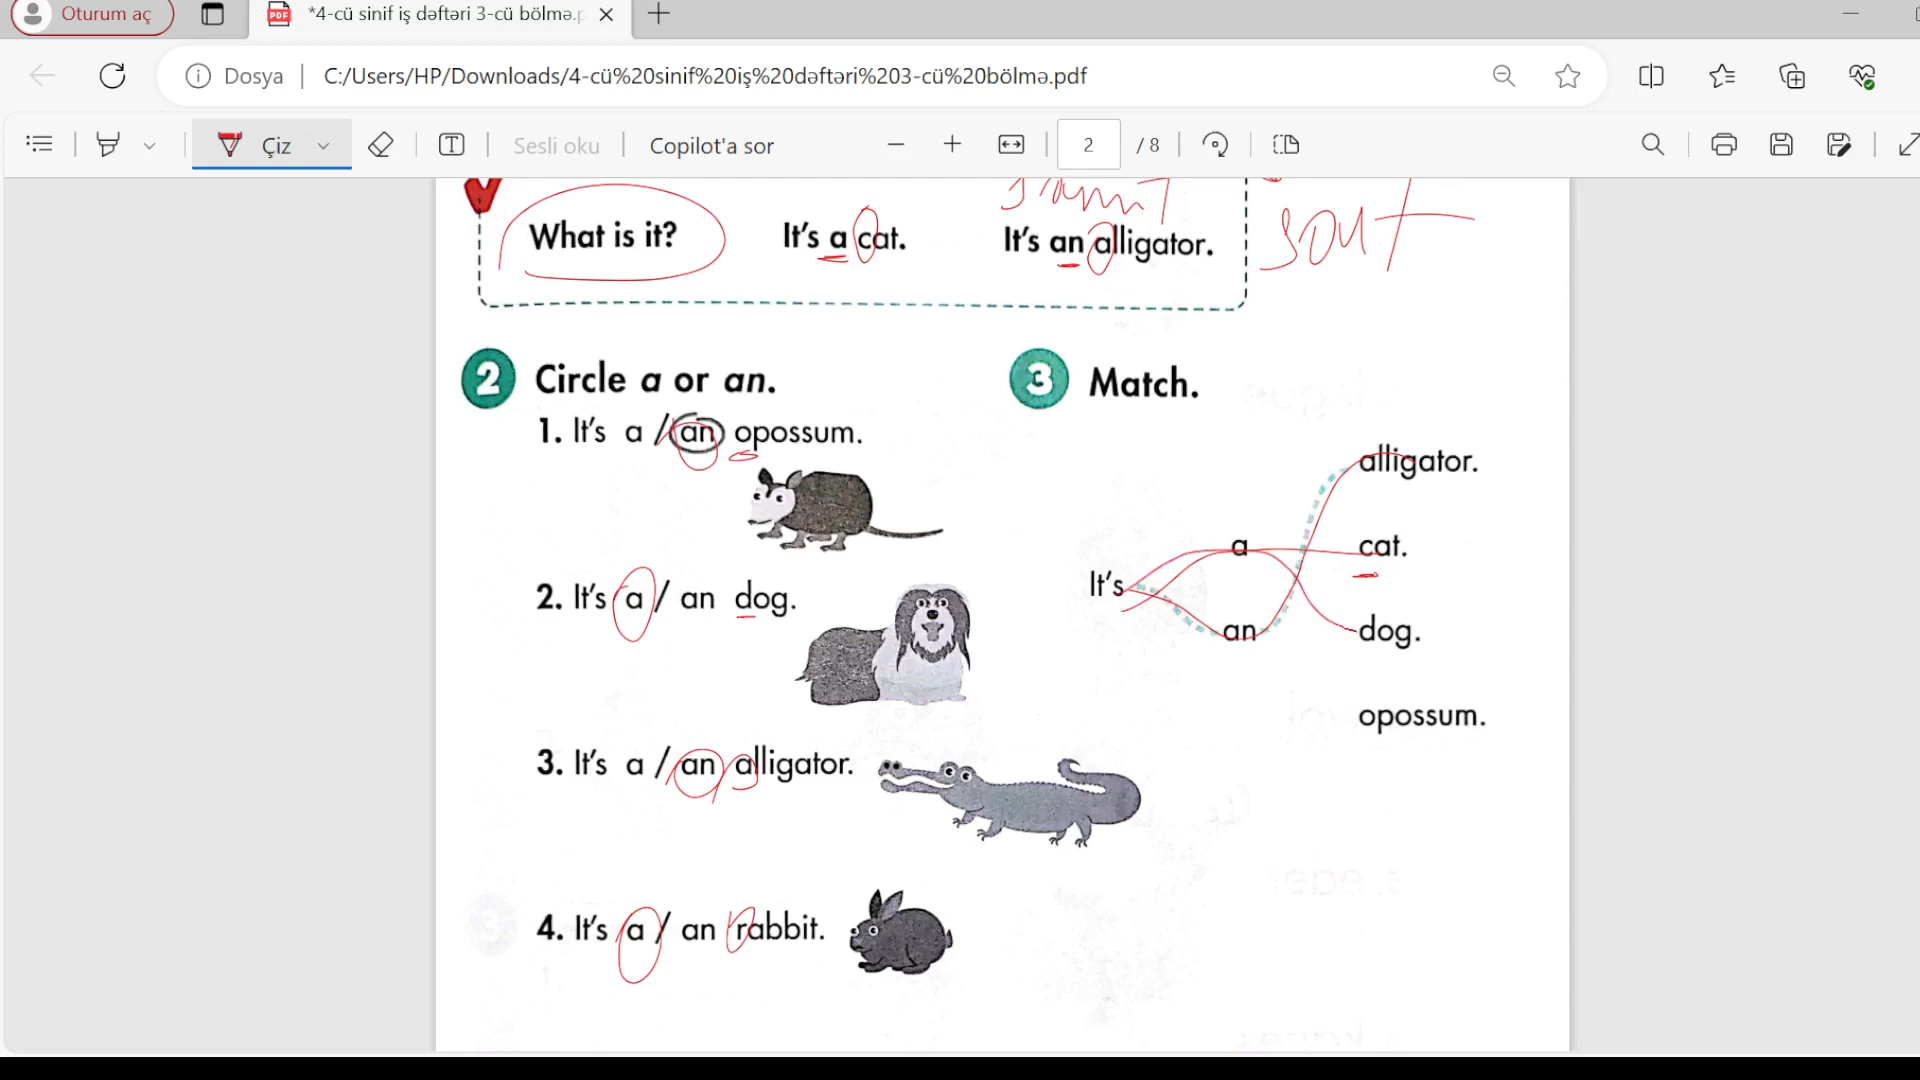 Oturum aç
*4-cü sinif iş dəftəri 3-cü bölmə.p
Dosya
C:/Users/HP/Downloads/4-cü%20sinif%20iş%20dəftəri%203-cü%20bölmə.pdf
Çiz
Sesli oku
Copilot'a sor
2
/ 8
What is it?
It's a cat.
It's an alligator.
2 Circle a or an.
1. It's a / an opossum.
2. It's a / an dog.
3. It's a / an alligator.
4. It's a / an rabbit.
3 Match.
It's
a
an
alligator.
cat.
dog.
opossum.